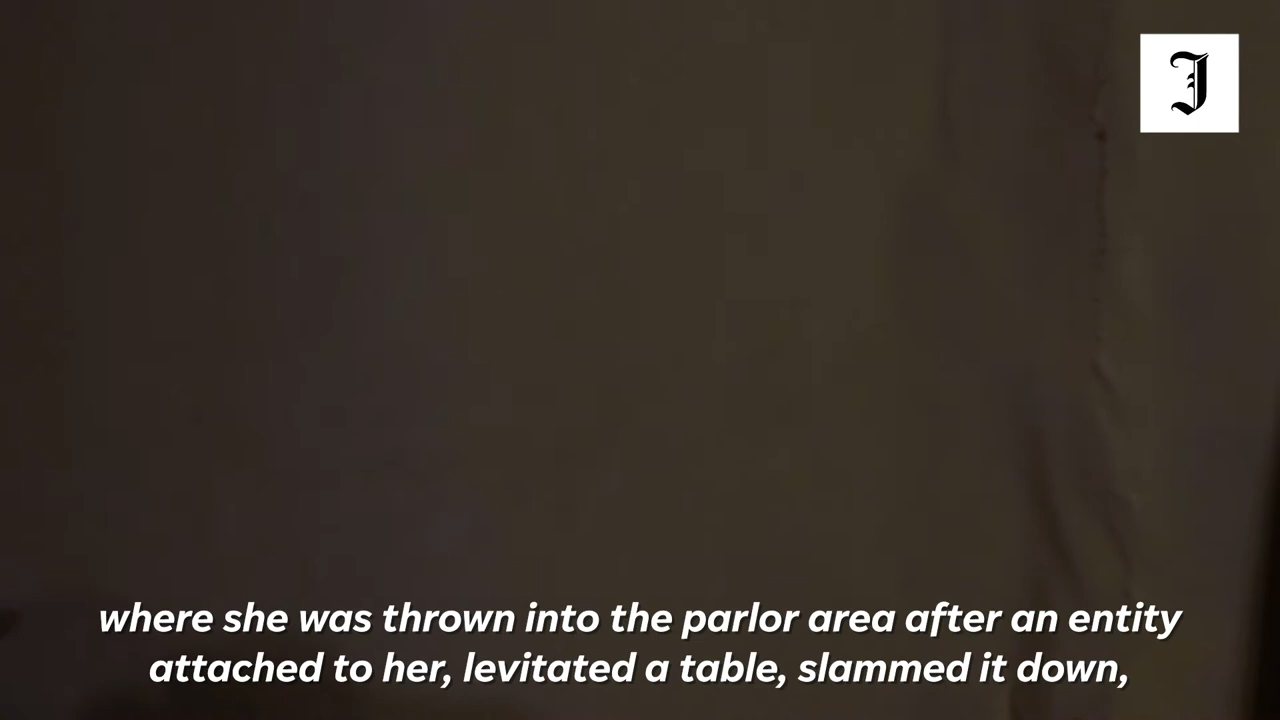 J
where she was thrown into the parlor area after an entity
attached to her, levitated a table, slammed it down,